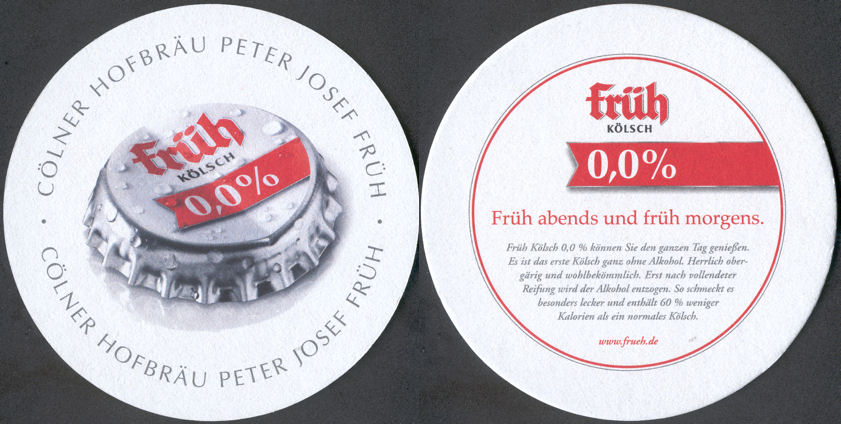 CÖLNER HOFBRÄU PETER JOSEF FRÜH
Früh
KÖLSCH
0,0%
CÖLNER HOFBRÄU PETER JOSEF FRÜH
Früh
KÖLSCH
0,0%
Früh abends und früh morgens.
Früh Kölsch 0,0 % können Sie den ganzen Tag genießen.
Es ist das erste Kölsch ganz ohne Alkohol. Herrlich ober-
gärig und wohlbekömmlich. Erst nach vollendeter
Reifung wird der Alkohol entzogen. So schmeckt es
besonders lecker und enthält 60 % weniger
Kalorien als ein normales Kölsch.
www.frueh.de